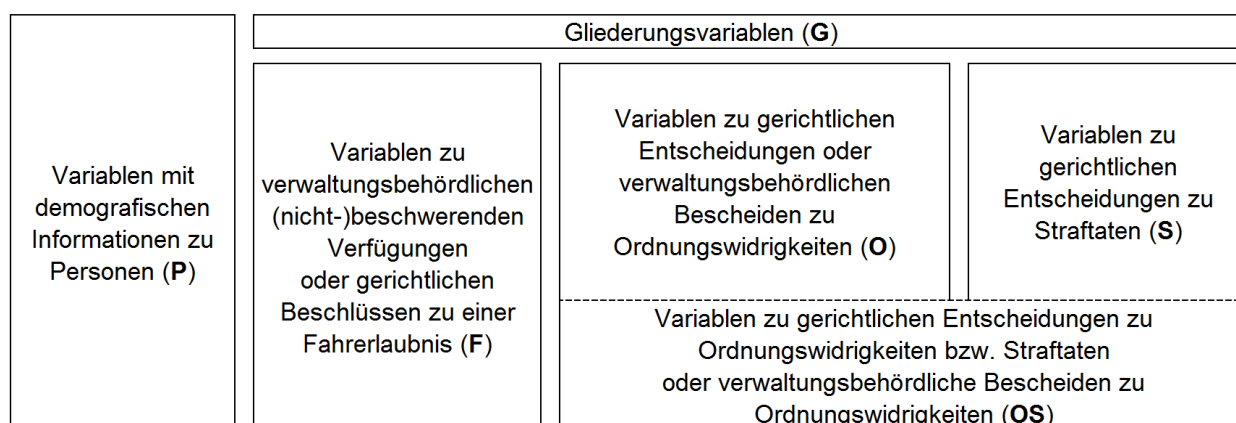 Variablen mit
demografischen
Informationen zu
Personen (P)
Gliederungsvariablen (G)
Variablen zu
verwaltungsbehördlichen
(nicht-)beschwerenden
Verfügungen
oder gerichtlichen
Beschlüssen zu einer
Fahrerlaubnis (F)
Variablen zu gerichtlichen
Entscheidungen oder
verwaltungsbehördlichen
Bescheiden zu
Ordnungswidrigkeiten (O)
Variablen zu
gerichtlichen
Entscheidungen zu
Straftaten (S)
Variablen zu gerichtlichen Entscheidungen zu
Ordnungswidrigkeiten bzw. Straftaten
oder verwaltungsbehördliche Bescheiden zu
Ordnungswidrigkeiten (OS)